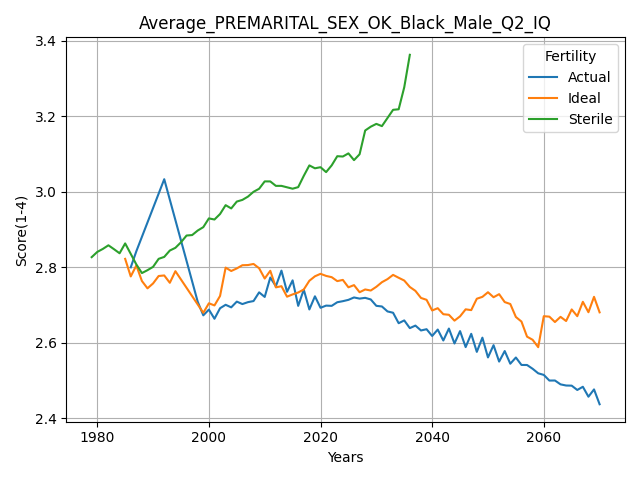 Average_PREMARITAL_SEX_OK_Black_Male_Q2_IQ
Fertility
Actual
Ideal
Sterile
Score(1-4)
3.4
3.2
3.0
2.8
2.6
2.4
1980 2000 2020 2040 2060
Years